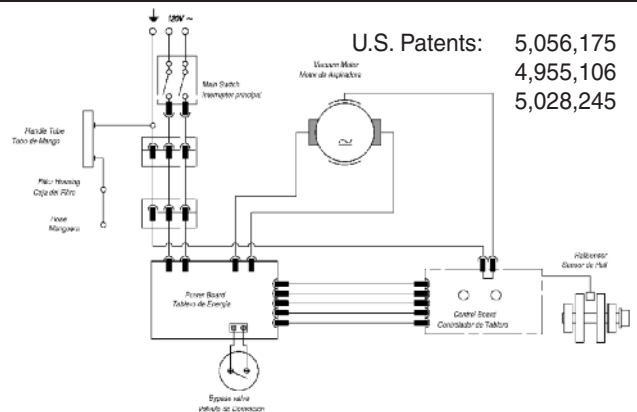 120V ~
U.S. Patents: 5,056,175
4,955,106
5,028,245
Vacuum Motor
Motor da Aspiradora
Main Switch
Interruptor principal
Handle Tube
Tubo de Mango
Filter Housing
Caja del Filtro
Hose
Manguera
Hallsensor
Sensor de Hall
Power Board
Tablero de Energía
Control Board
Controlador de Tablero
Bypass valve
Válvula de Derivación